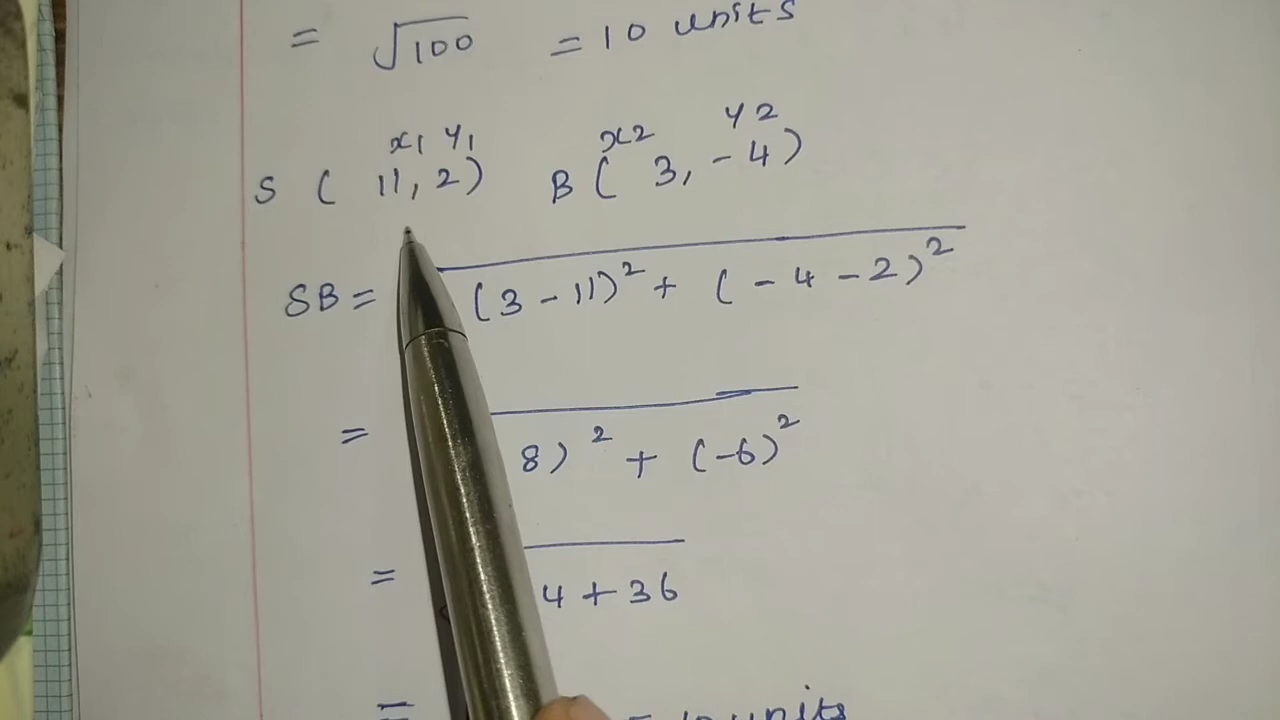 = √100 = 10 units
x1 y1 x2 y2
S ( 11, 2) B ( 3, -4)
SB = (3 - 11)² + ( - 4 - 2)²
= 8)² + (-6)²
= 4 + 36
= = units